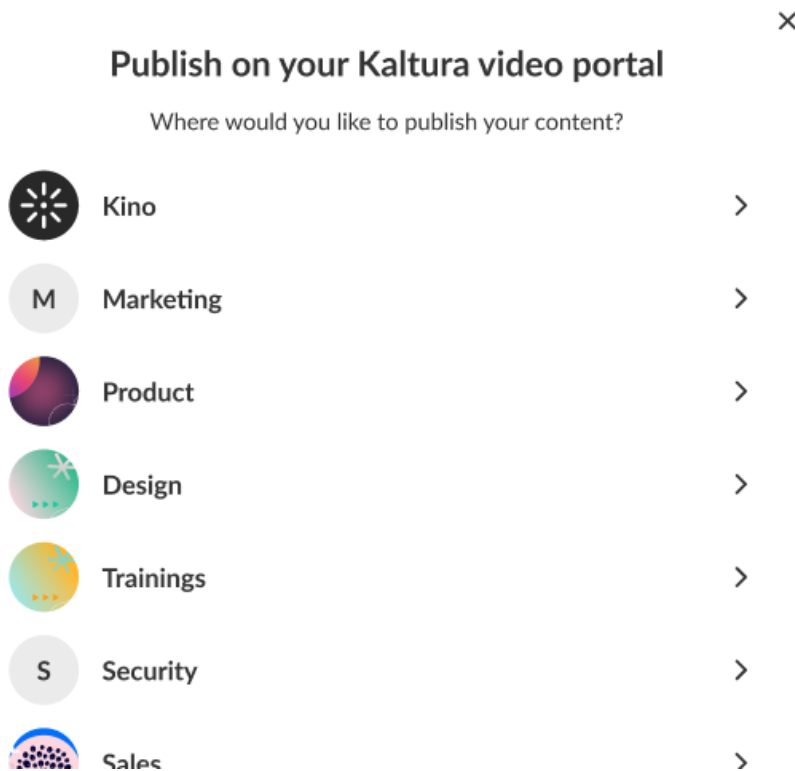 Publish on your Kaltura video portal
Where would you like to publish your content?
Kino
M
Marketing
Product
Design
Trainings
S
Security
Sales